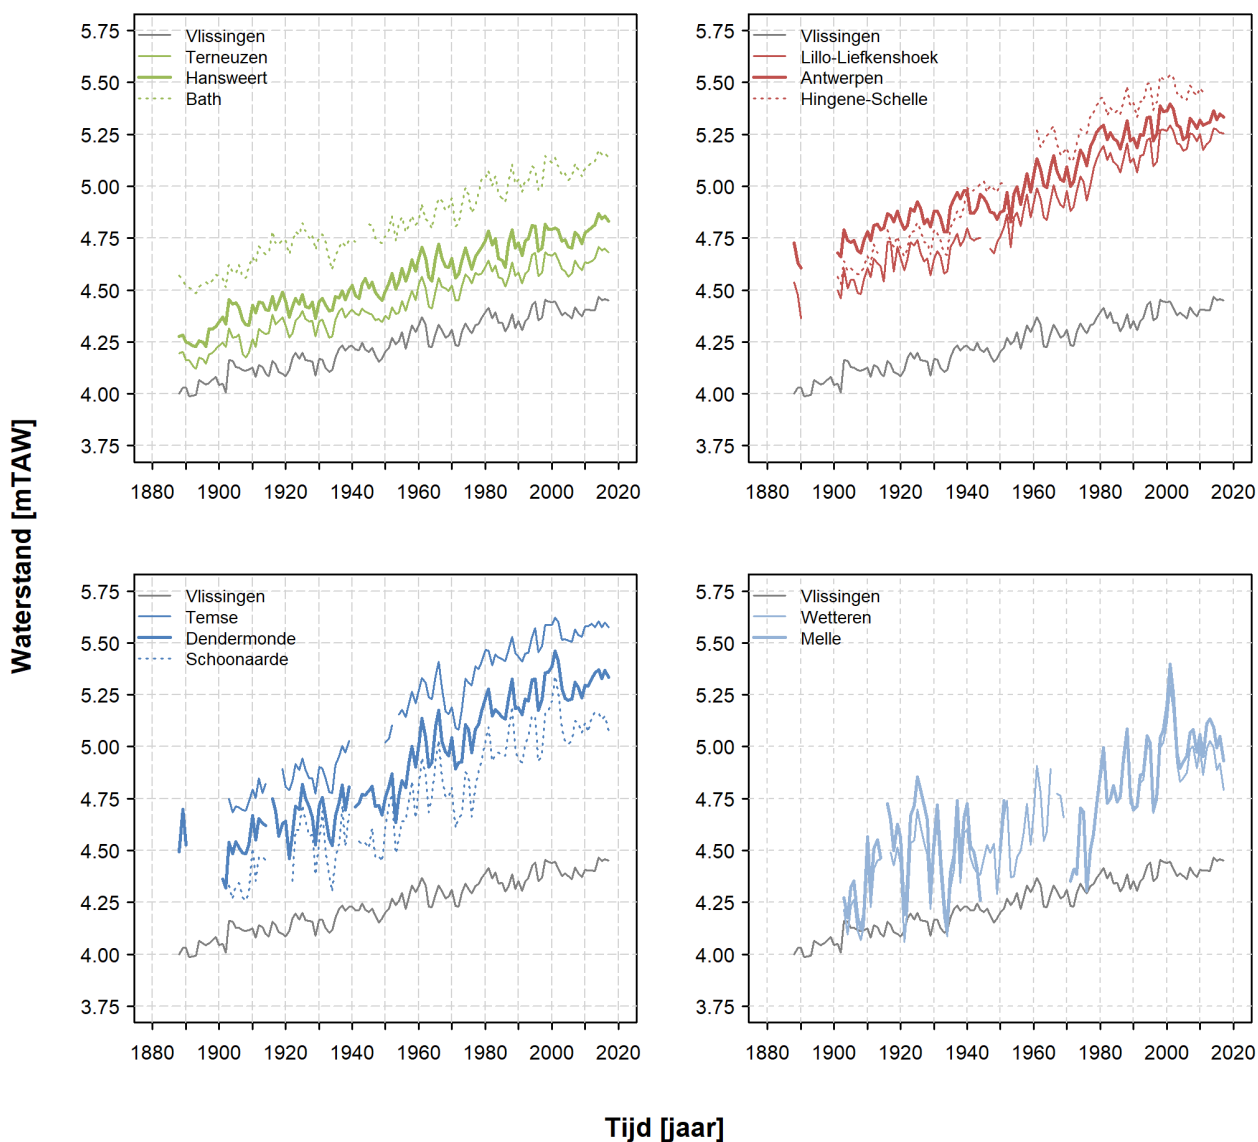 Waterstand [mTAW]
5.75
5.50
5.25
5.00
4.75
4.50
4.25
4.00
3.75
Vlissingen
Terneuzen
Hansweert
Bath
1880 1900 1920 1940 1960 1980 2000 2020
5.75
5.50
5.25
5.00
4.75
4.50
4.25
4.00
3.75
Vlissingen
Lillo-Liefkenshoek
Antwerpen
Hingene-Schelle
1880 1900 1920 1940 1960 1980 2000 2020
5.75
5.50
5.25
5.00
4.75
4.50
4.25
4.00
3.75
Vlissingen
Temse
Dendermonde
Schoonaarde
1880 1900 1920 1940 1960 1980 2000 2020
5.75
5.50
5.25
5.00
4.75
4.50
4.25
4.00
3.75
Vlissingen
Wetteren
Melle
1880 1900 1920 1940 1960 1980 2000 2020
Tijd [jaar]